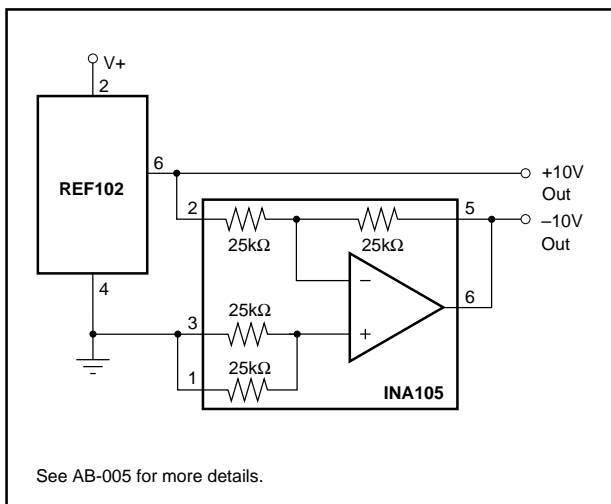 V+
2
6
REF102
4
+10V
Out
–10V
Out
2
25kΩ
25kΩ
5
–
6
+
3
25kΩ
1
25kΩ
INA105
See AB-005 for more details.